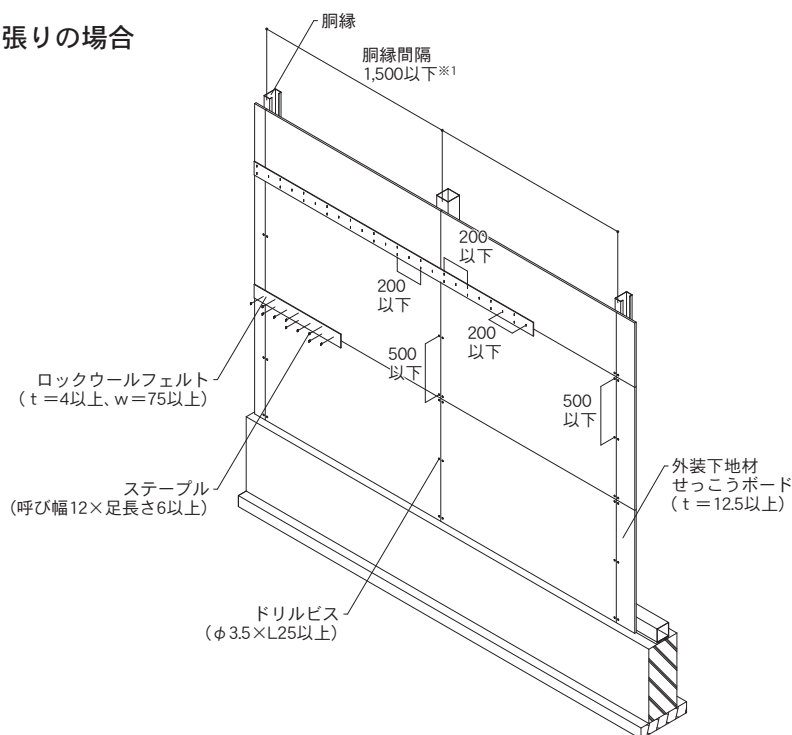 張りの場合
胴縁
胴縁間隔
1,500以下※1
200
以下
200
以下
200
以下
500
以下
500
以下
ロックウールフェルト
（t＝4以上、w＝75以上）
ステープル
（呼び幅12×足長さ6以上）
外装下地材
せっこうボード
（t＝12.5以上）
ドリルビス
（φ3.5×L25以上）